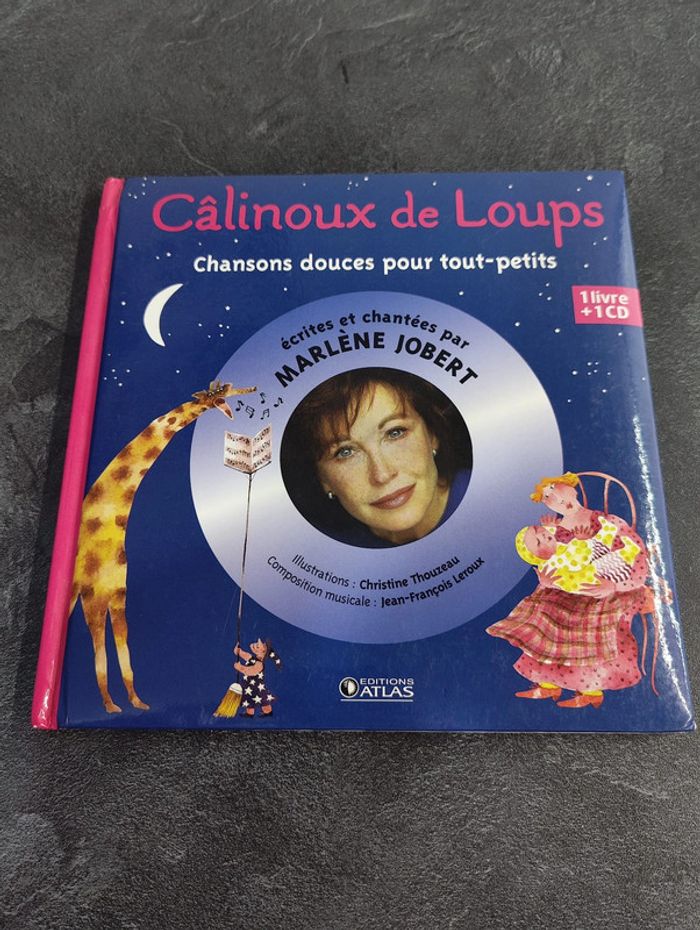 Câlinoux de Loups
Chansons douces pour tout-petits
1 livre
+ 1 CD
écrites et chantées par
MARLÈNE JOBERT
Illustrations : Christine Thouzeau
Composition musicale : Jean-François Leroux
EDITIONS
ATLAS